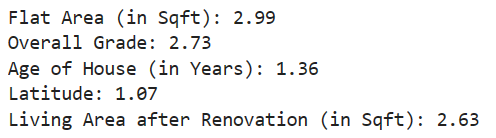 Flat Area (in Sqft): 2.99
Overall Grade: 2.73
Age of House (in Years): 1.36
Latitude: 1.07
Living Area after Renovation (in Sqft): 2.63